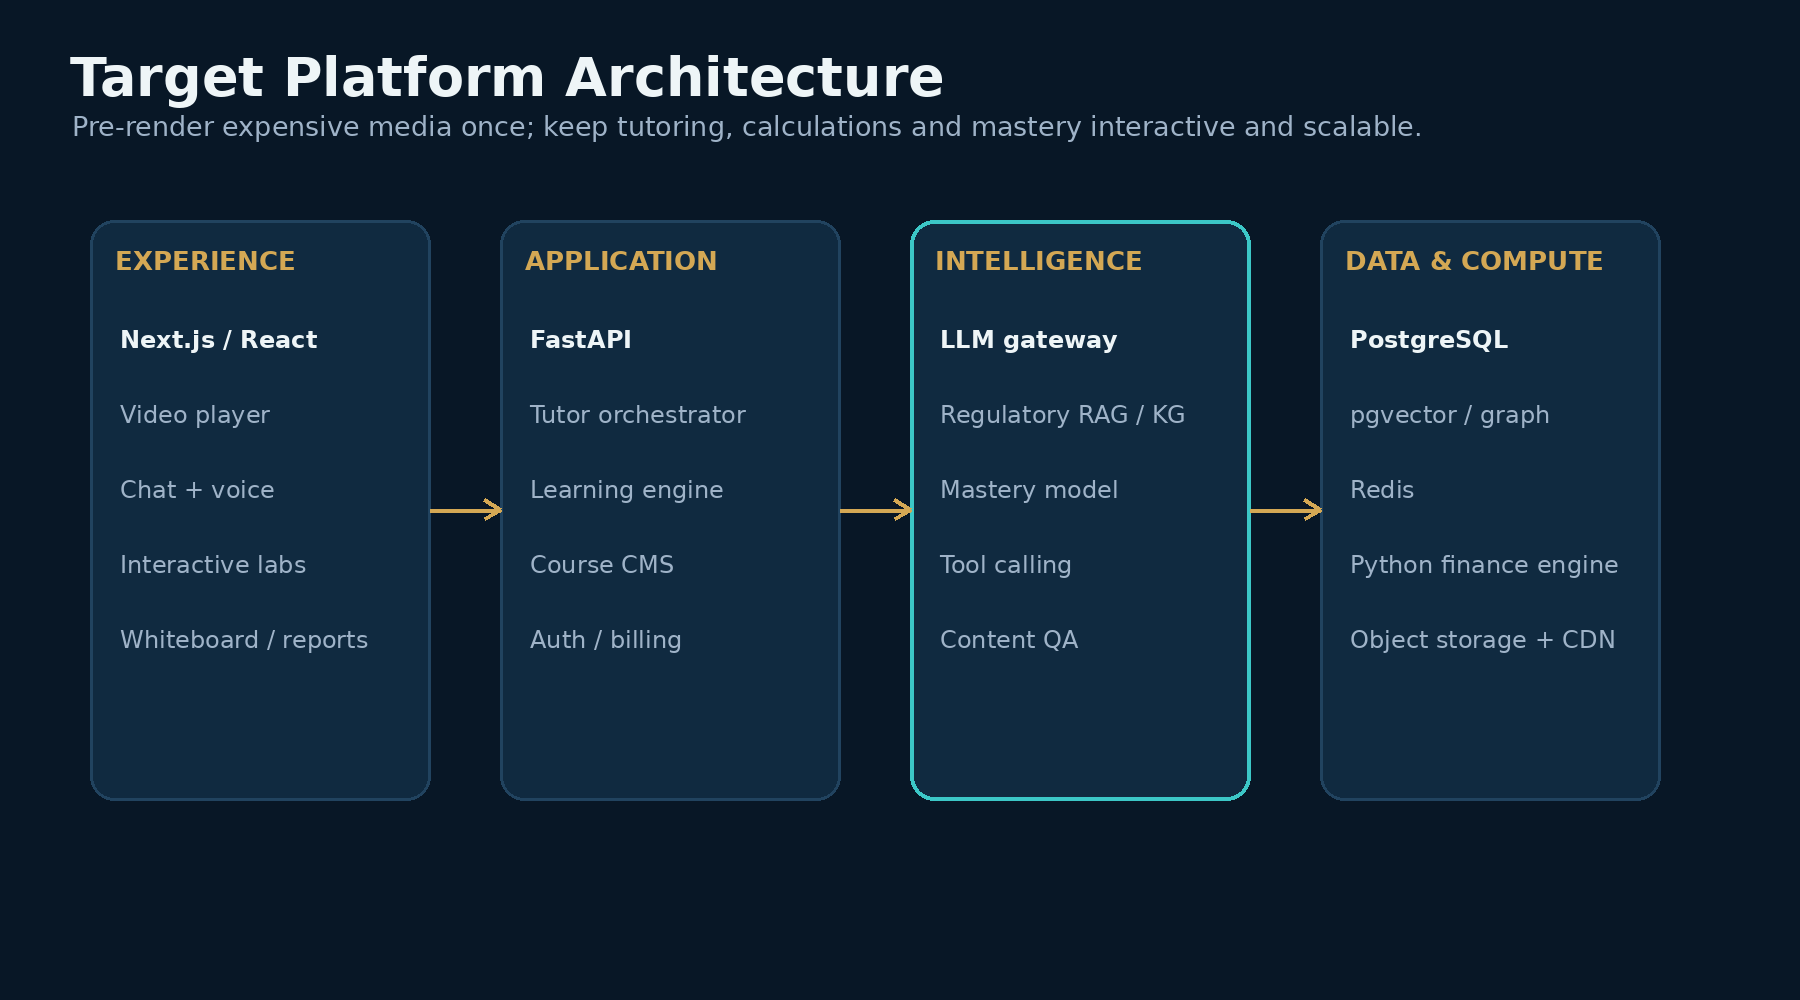 Target Platform Architecture
Pre-render expensive media once; keep tutoring, calculations and mastery interactive and scalable.
EXPERIENCE
Next.js / React
Video player
Chat + voice
Interactive labs
Whiteboard / reports
APPLICATION
FastAPI
Tutor orchestrator
Learning engine
Course CMS
Auth / billing
INTELLIGENCE
LLM gateway
Regulatory RAG / KG
Mastery model
Tool calling
Content QA
DATA & COMPUTE
PostgreSQL
pgvector / graph
Redis
Python finance engine
Object storage + CDN